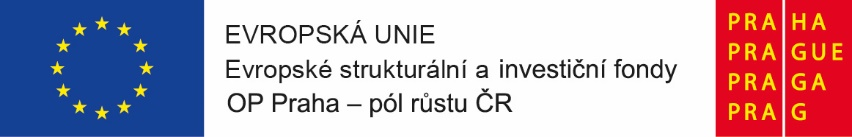 EVROPSKÁ UNIE
Evropské strukturální a investiční fondy
OP Praha – pól růstu ČR
PRA HA
PRA GUE
PRA GA
PRA G